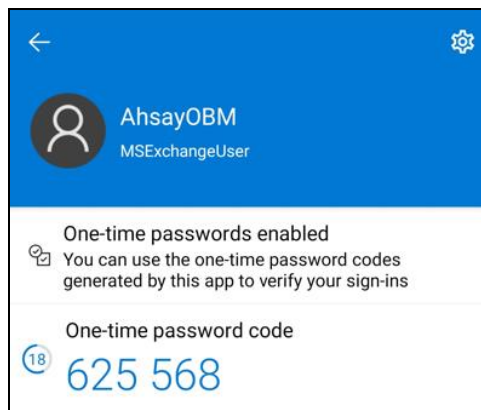 AhsayOBM
MSExchangeUser
One-time passwords enabled
You can use the one-time password codes
generated by this app to verify your sign-ins
One-time password code
18
625 568